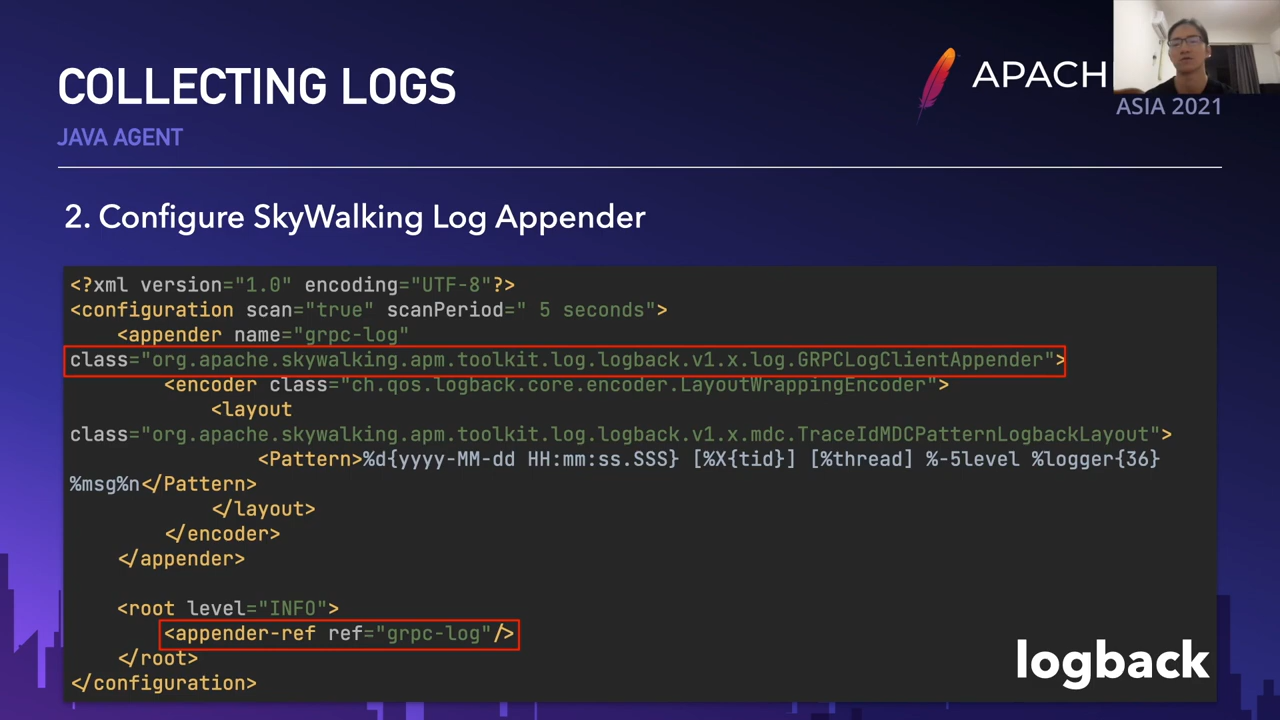 COLLECTING LOGS
JAVA AGENT
APACH
ASIA 2021
2. Configure SkyWalking Log Appender
<?xml version="1.0" encoding="UTF-8"?>
<configuration scan="true" scanPeriod=" 5 seconds">
<appender name="grpc-log"
class="org.apache.skywalking.apm.toolkit.log.logback.v1.x.log.GRPCLogClientAppender">
<encoder class="ch.qos.logback.core.encoder.LayoutWrappingEncoder">
<layout
class="org.apache.skywalking.apm.toolkit.log.logback.v1.x.mdc.TraceIdMDCPatternLogbackLayout">
<Pattern>%d{yyyy-MM-dd HH:mm:ss.SSS} [%X{tid}] [%thread] %-5level %logger{36}
%msg%n</Pattern>
</layout>
</encoder>
</appender>
<root level="INFO">
<appender-ref ref="grpc-log"/>
</root>
</configuration>
logback